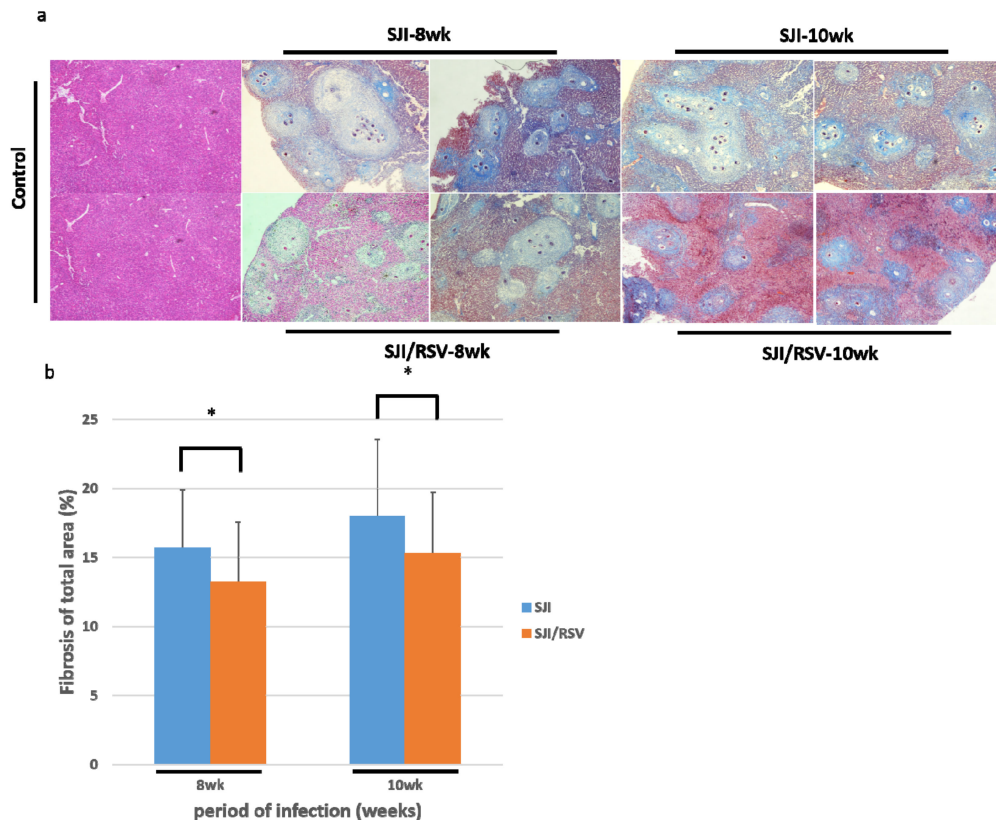 a
SJI-8wk
SJI-10wk
Control
SJI/RSV-8wk
SJI/RSV-10wk
b
*
*
25
20
15
10
5
0
Fibrosis of total area (%)
SJI
SJI/RSV
8wk
10wk
period of infection (weeks)